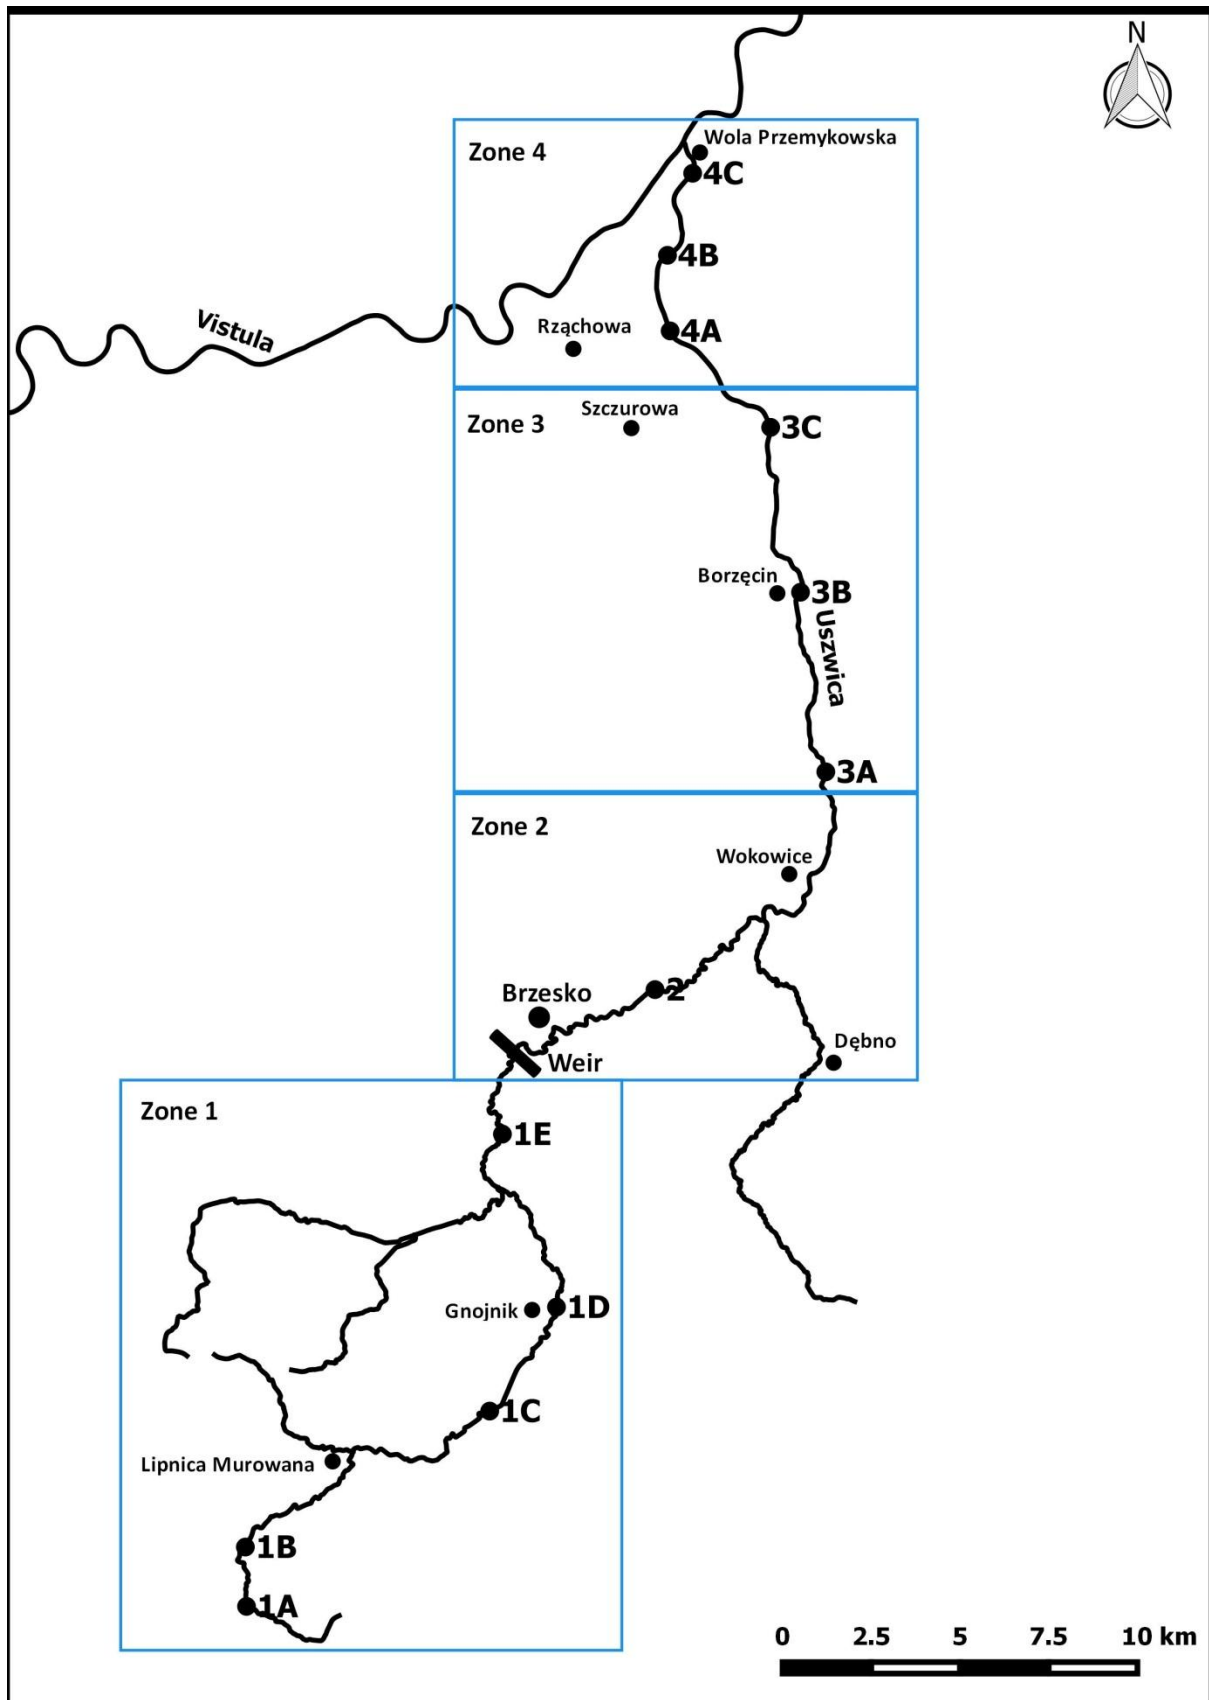 N
Zone 4
Wola Przemykowska
4C
4B
Vistula
Rząchowa
4A
Szczurowa
Zone 3
3C
Borzęcin
3B
Uszwica
3A
Zone 2
Wokowice
2
Brzesko
Dębno
Weir
Zone 1
1E
Gnojnik
1D
1C
Lipnica Murowana
1B
1A
0 2.5 5 7.5 10 km